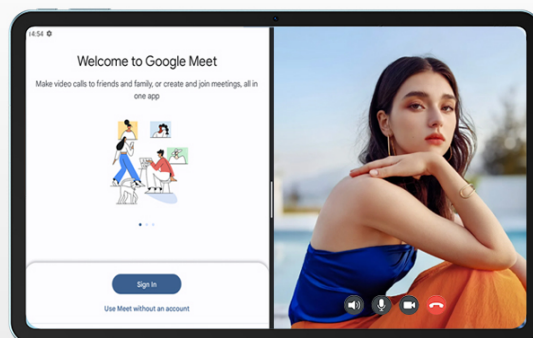 14:54
Welcome to Google Meet
Make video calls to friends and family, or create and join meetings, all in
one app
Sign In
Use Meet without an account